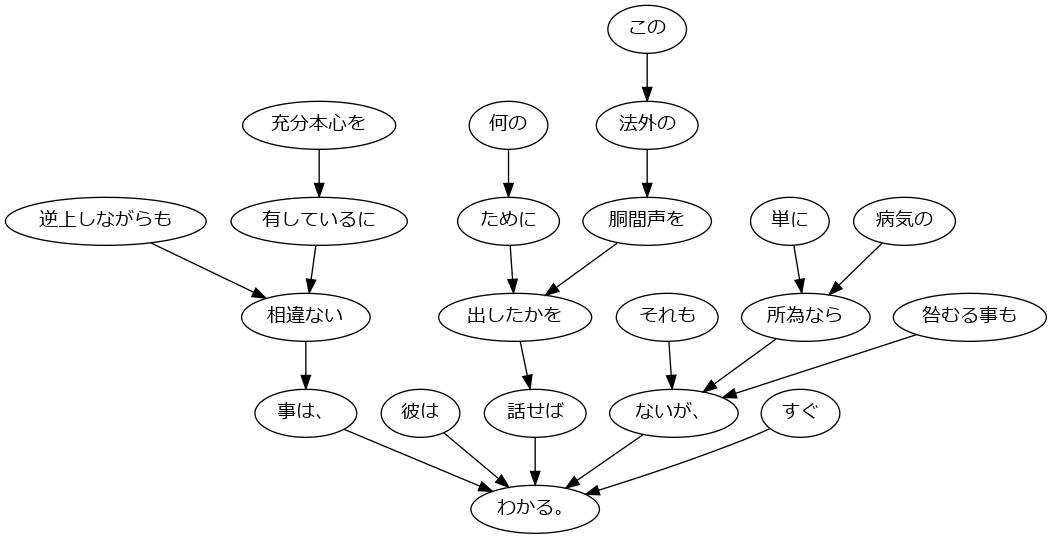 この
充分本心を
何の
法外の
逆上しながらも
有しているに
ために
胴間声を
単に
病気の
相違ない
出したかを
それも
所為なら
咎むる事も
事は、
彼は
話せば
ないが、
すぐ
わかる。